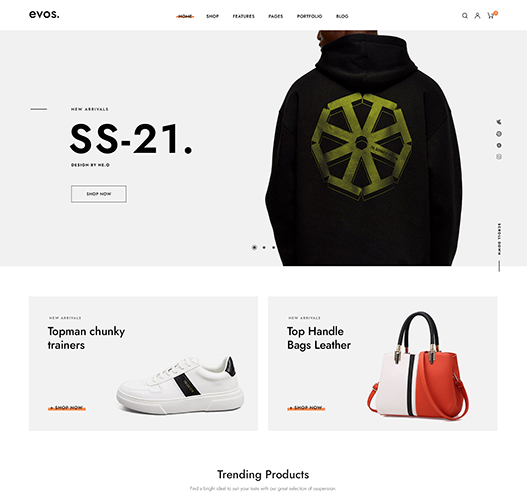 evos.
HOME SHOP FEATURES PAGES PORTFOLIO BLOG
NEW ARRIVALS
SS-21.
DESIGN BY NE.O
SHOP NOW
SCROLL DOWN
NEW ARRIVALS
Topman chunky
trainers
+ SHOP NOW
NEW ARRIVALS
Top Handle
Bags Leather
+ SHOP NOW
Trending Products
Find a bright ideal to suit your taste with our great selection of suspension.